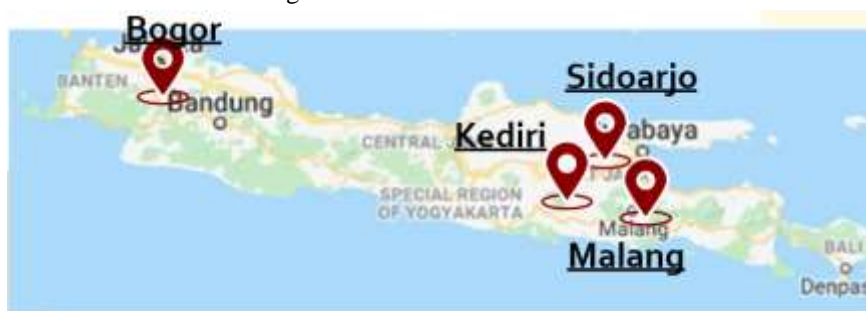 Bogor
BANTEN
Bandung
Sidoarjo
Kediri
abaya
CENTRAL J
SPECIAL REGION
OF YOGYAKARTA
Malang
Malang
BALI
Denpas